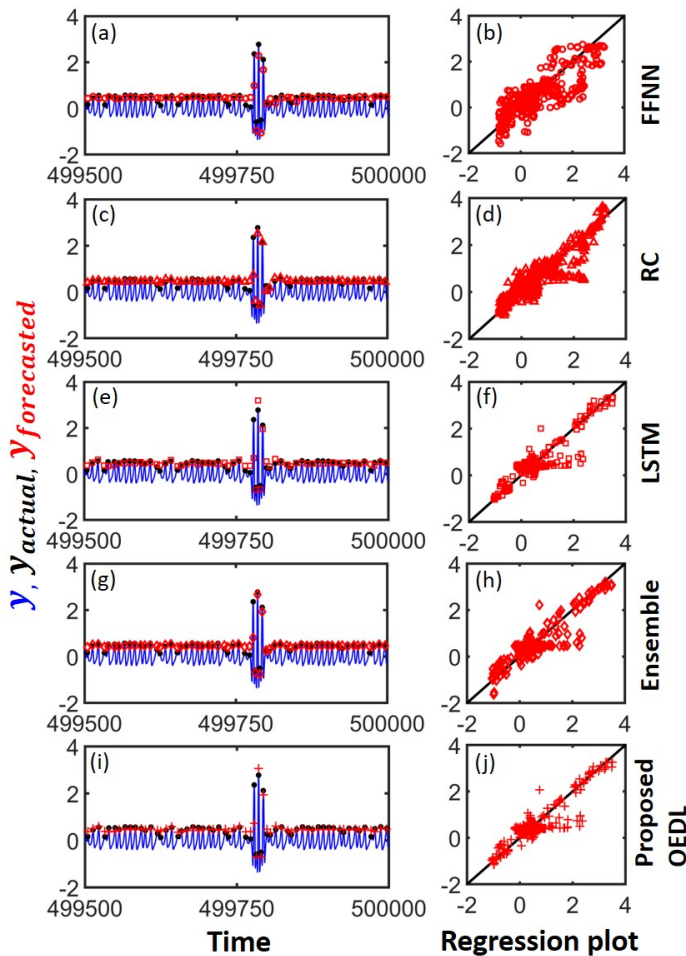 (a)
4
2
0
-2
499500 499750 500000
(b)
4
2
0
-2
-2 0 2 4
FFNN
(c)
4
2
0
-2
499500 499750 500000
(d)
4
2
0
-2
-2 0 2 4
RC
(e)
4
2
0
-2
499500 499750 500000
(f)
4
2
0
-2
-2 0 2 4
LSTM
(g)
4
2
0
-2
499500 499750 500000
(h)
4
2
0
-2
-2 0 2 4
Ensemble
(i)
4
2
0
-2
499500 499750 500000
(j)
4
2
0
-2
-2 0 2 4
Proposed
OEDL
y, y_actual, y_forecasted
Time
Regression plot